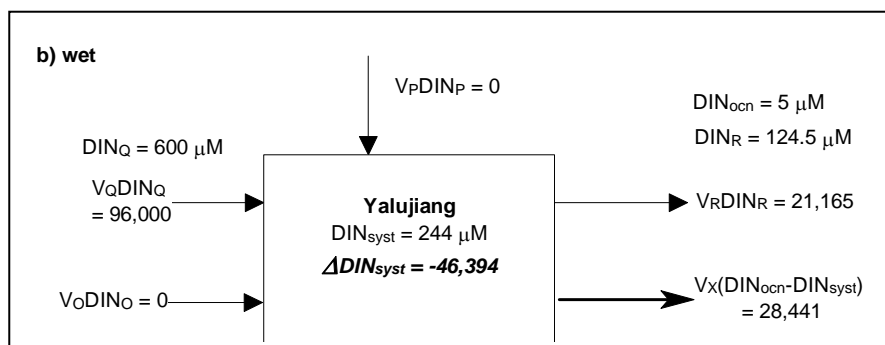 b) wet
VPDINP = 0
DINocn = 5 μM
DINR = 124.5 μM
DINQ = 600 μM
VQDINQ
= 96,000
Yalujiang
DINsyst = 244 μM
ΔDINsyst = -46,394
VRDINR = 21,165
VODINO = 0
VX(DINocn-DINsyst)
= 28,441